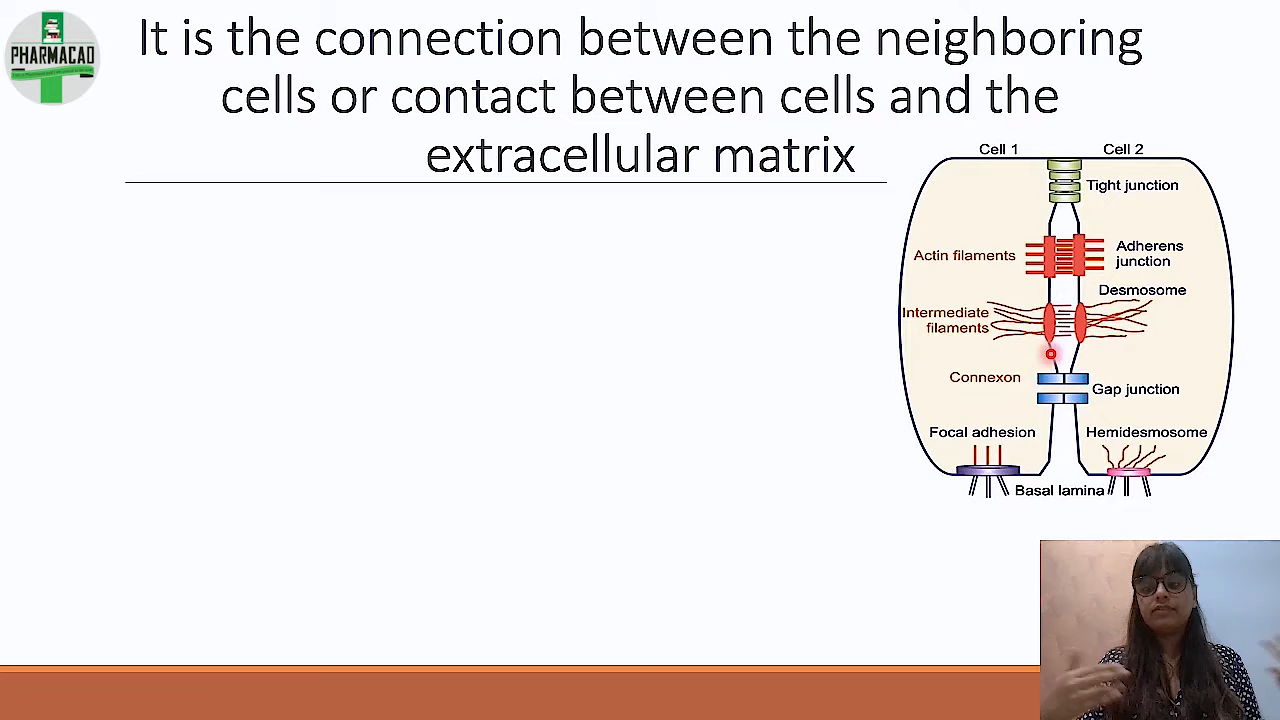 PHARMACAD
It is the connection between the neighboring
cells or contact between cells and the
extracellular matrix
Cell 1
Cell 2
Tight junction
Actin filaments
Adherens
junction
Desmosome
Intermediate
filaments
Connexon
Gap junction
Focal adhesion
Hemidesmosome
Basal lamina